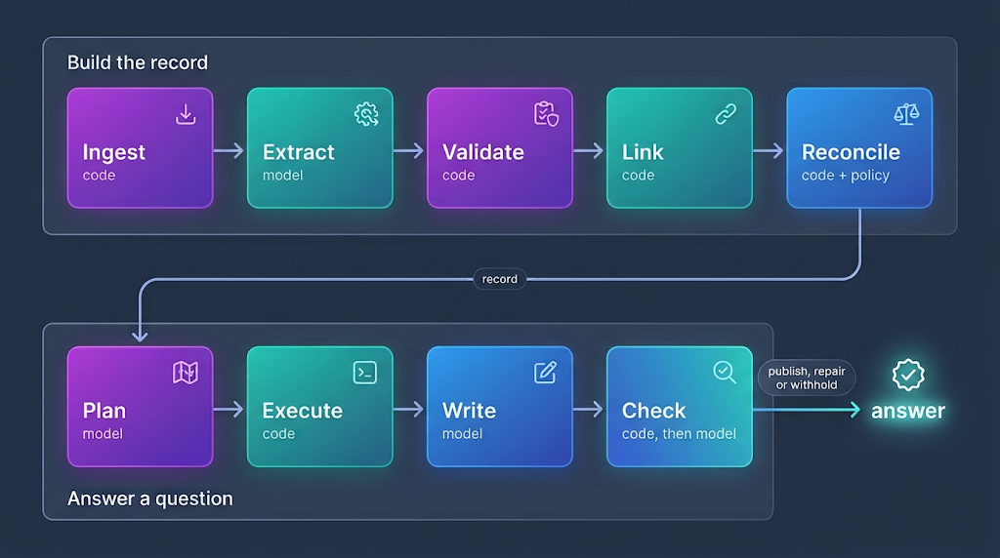 Build the record
Ingest
code
Extract
model
Validate
code
Link
code
Reconcile
code + policy
record
Plan
model
Execute
code
Write
model
Check
code, then model
publish, repair
or withhold
answer
Answer a question